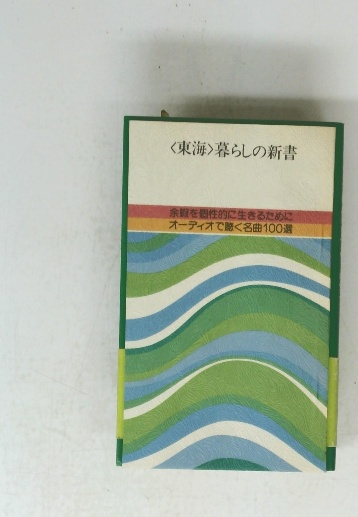 〈東海〉暮らしの新書
余暇を個性的に生きるために
オーディオで聴く名曲100選